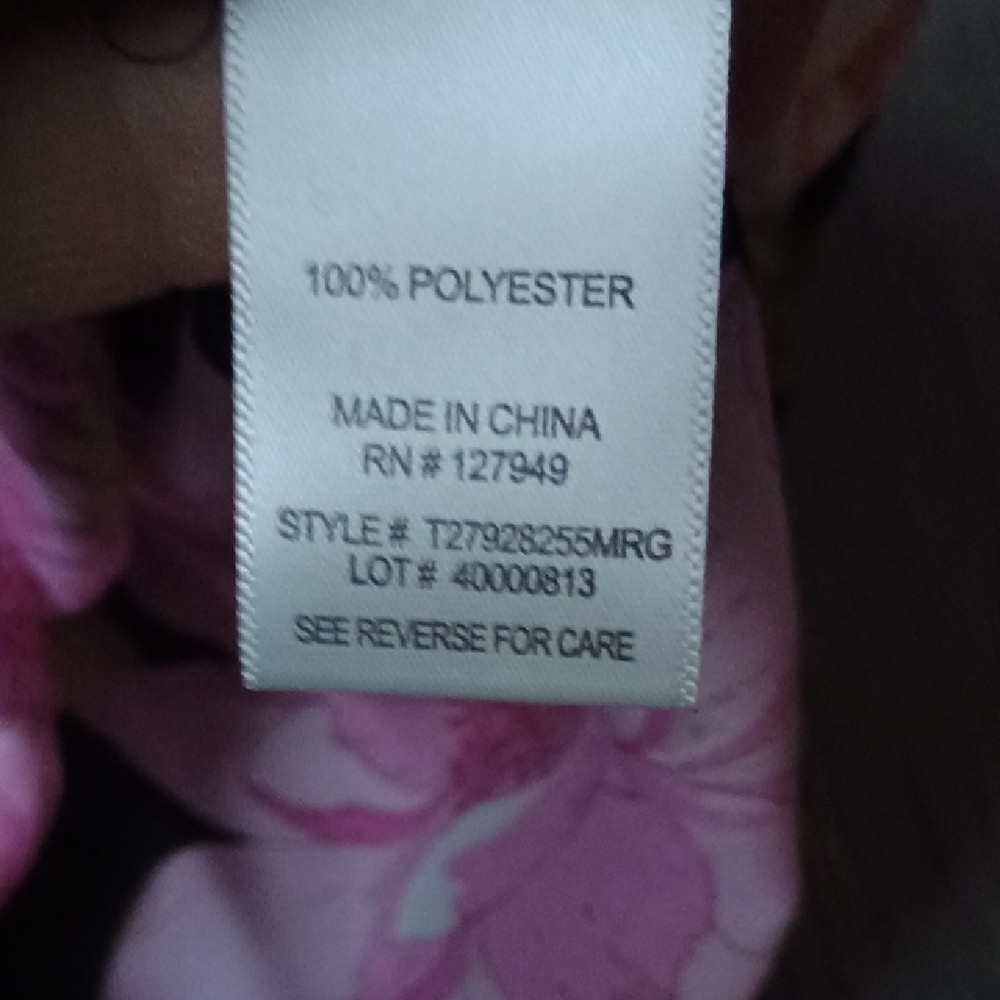 100% POLYESTER
MADE IN CHINA
RN # 127949
STYLE # T27928255MRG
LOT # 40000813
SEE REVERSE FOR CARE